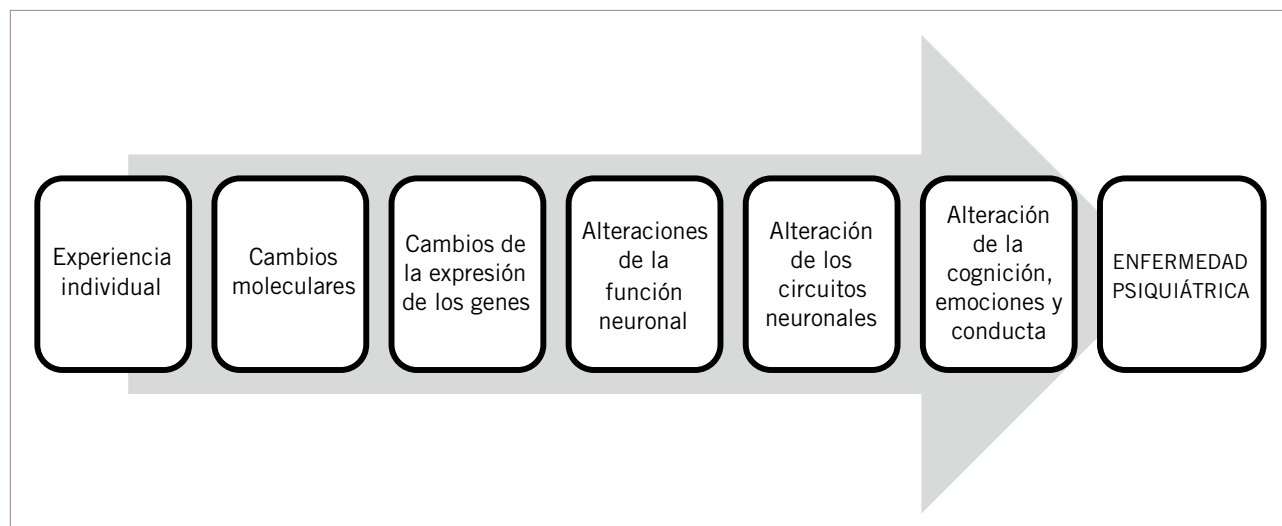 Experiencia
individual
Cambios
moleculares
Cambios de
la expresión
de los genes
Alteraciones
de la
función
neuronal
Alteración
de los
circuitos
neuronales
Alteración
de la
cognición,
emociones y
conducta
ENFERMEDAD
PSIQUIÁTRICA